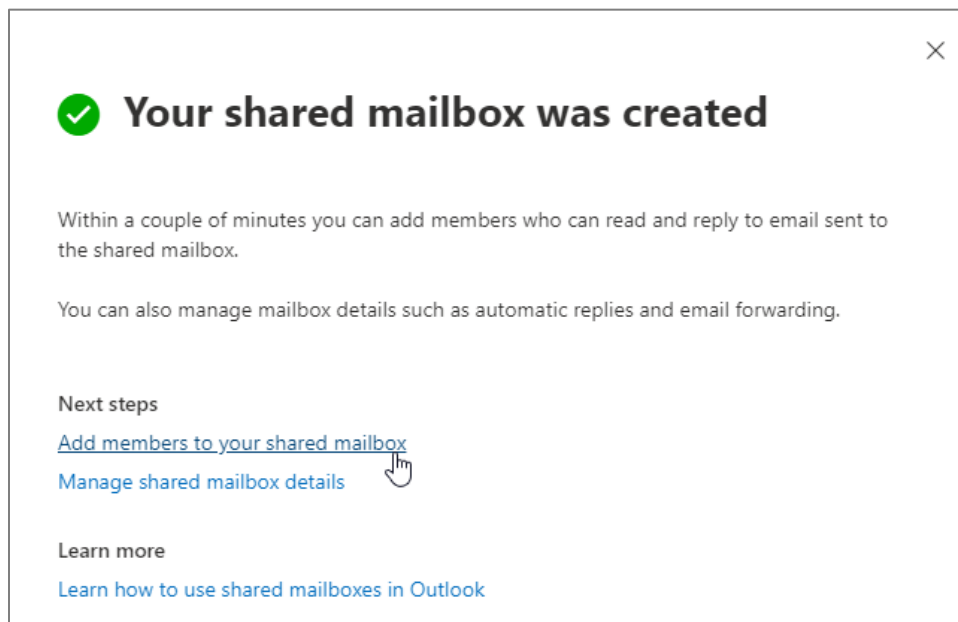 Your shared mailbox was created
Within a couple of minutes you can add members who can read and reply to email sent to
the shared mailbox.
You can also manage mailbox details such as automatic replies and email forwarding.
Next steps
Add members to your shared mailbox
Manage shared mailbox details
Learn more
Learn how to use shared mailboxes in Outlook